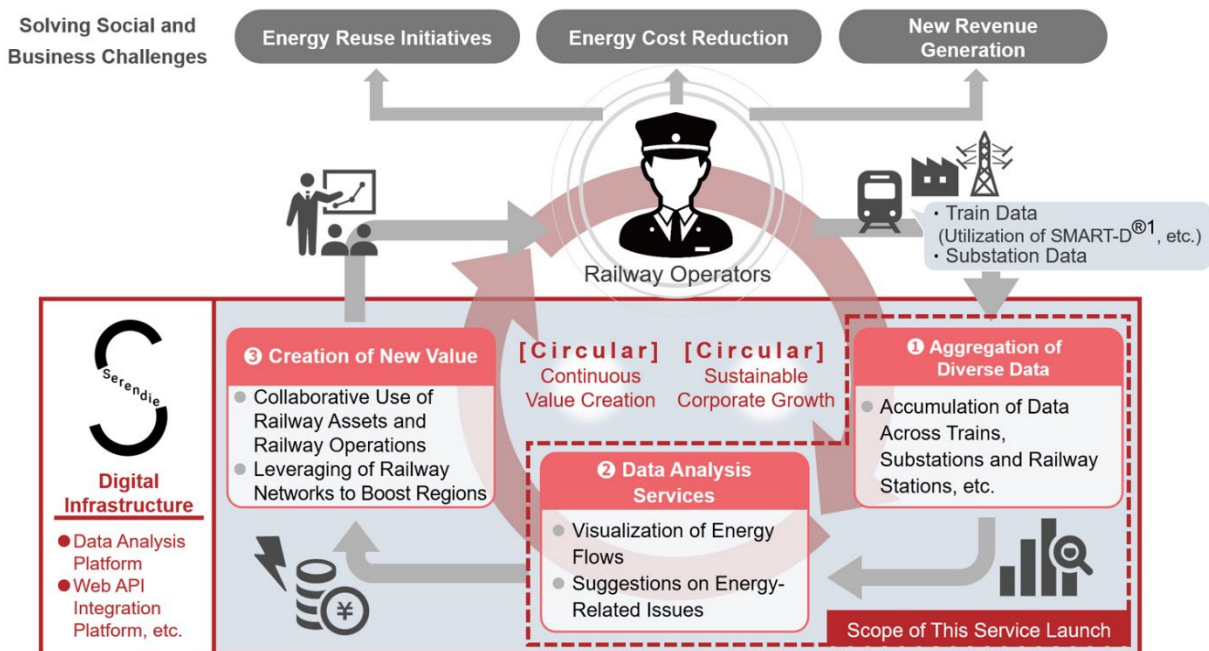 Solving Social and
Business Challenges
Energy Reuse Initiatives
Energy Cost Reduction
New Revenue
Generation
・Train Data
(Utilization of SMART-D®1, etc.)
・Substation Data
Railway Operators
Serendie
Digital
Infrastructure
●Data Analysis
Platform
●Web API
Integration
Platform, etc.
❸ Creation of New Value
● Collaborative Use of
Railway Assets and
Railway Operations
● Leveraging of Railway
Networks to Boost Regions
[Circular]
Continuous
Value Creation
[Circular]
Sustainable
Corporate Growth
❶ Aggregation of
Diverse Data
● Accumulation of Data
Across Trains,
Substations and Railway
Stations, etc.
❷ Data Analysis
Services
● Visualization of Energy
Flows
● Suggestions on Energy-
Related Issues
¥
Scope of This Service Launch